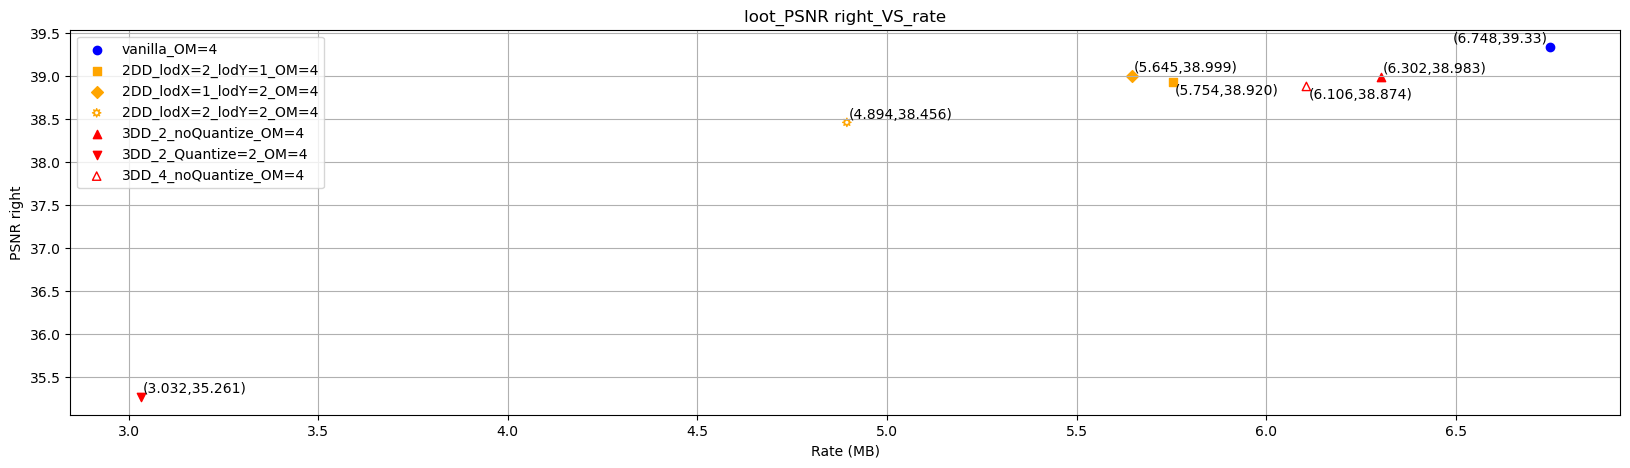 loot_PSNR right_VS_rate
PSNR right
39.5
39.0
38.5
38.0
37.5
37.0
36.5
36.0
35.5
vanilla_OM=4
2DD_lodX=2_lodY=1_OM=4
2DD_lodX=1_lodY=2_OM=4
2DD_lodX=2_lodY=2_OM=4
3DD_2_noQuantize_OM=4
3DD_2_Quantize=2_OM=4
3DD_4_noQuantize_OM=4
(6.748,39.33)
(5.645,38.999)
(6.302,38.983)
(5.754,38.920)
(6.106,38.874)
(4.894,38.456)
(3.032,35.261)
3.0 3.5 4.0 4.5 5.0 5.5 6.0 6.5
Rate (MB)